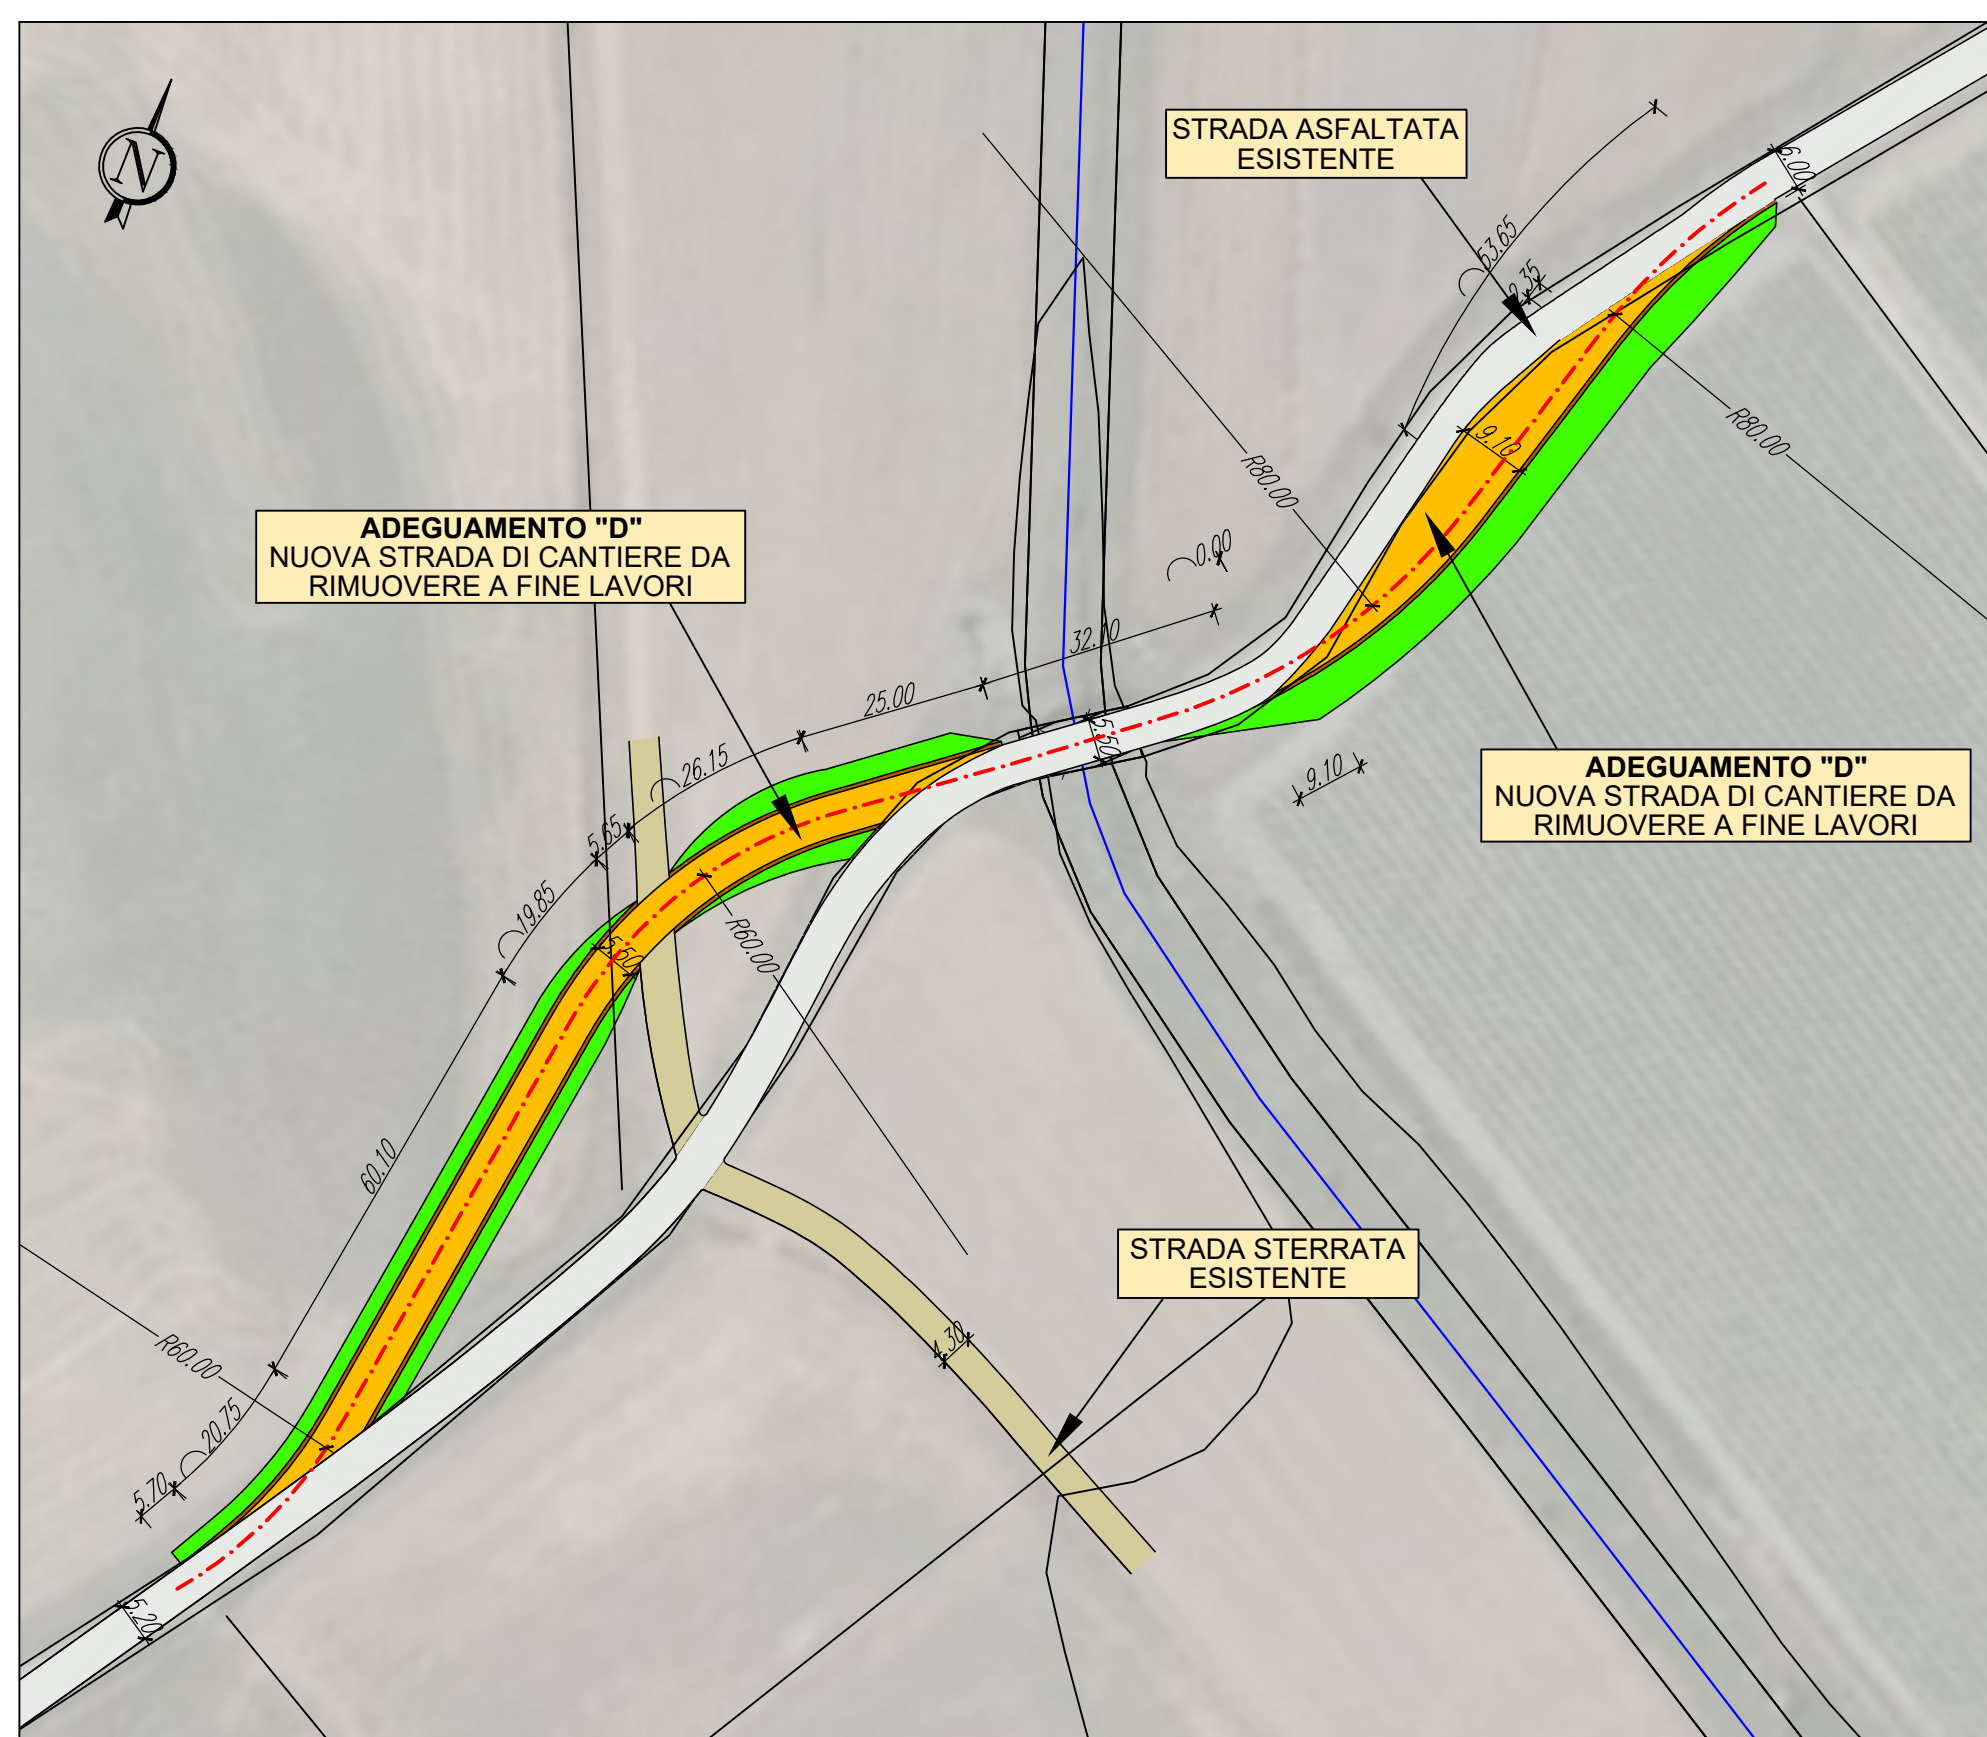 N
STRADA ASFALTATA
ESISTENTE
6.00
53.65
2.35
R80.00
9.10
R80.00
ADEGUAMENTO "D"
NUOVA STRADA DI CANTIERE DA
RIMUOVERE A FINE LAVORI
0.00
32.10
25.00
5.50
26.15
9.10
ADEGUAMENTO "D"
NUOVA STRADA DI CANTIERE DA
RIMUOVERE A FINE LAVORI
5.65
19.85
R60.00
5.50
60.10
STRADA STERRATA
ESISTENTE
4.30
R60.00
20.75
5.70
5.20